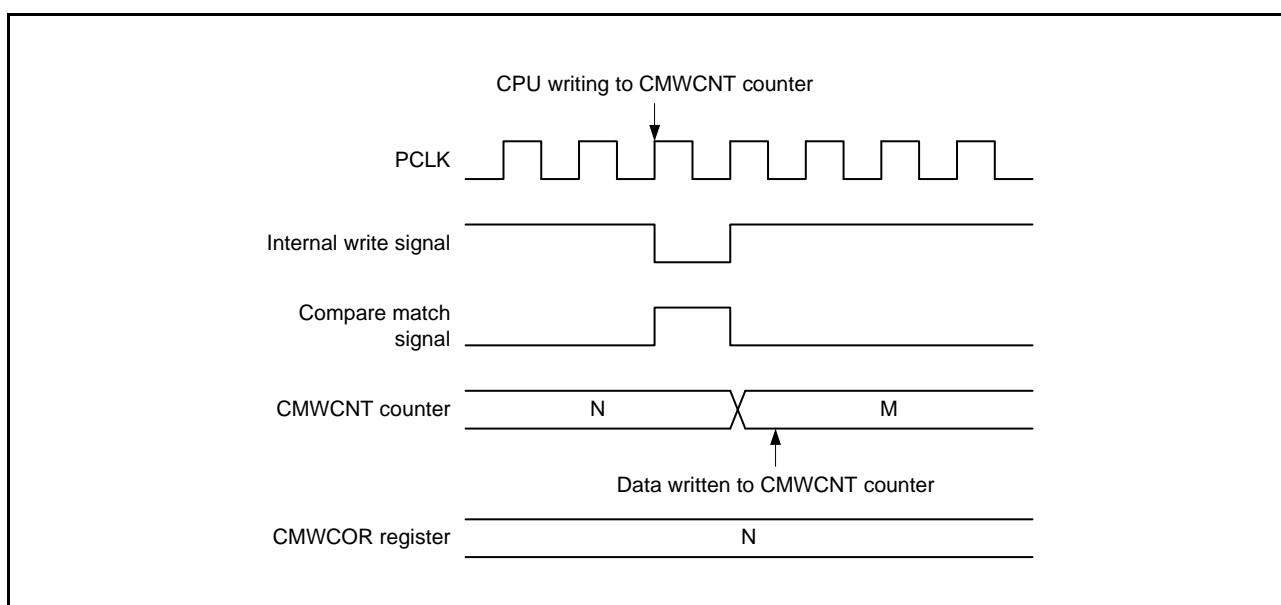 CPU writing to CMWCNT counter
PCLK
Internal write signal
Compare match
signal
CMWCNT counter
N
M
Data written to CMWCNT counter
CMWCOR register
N